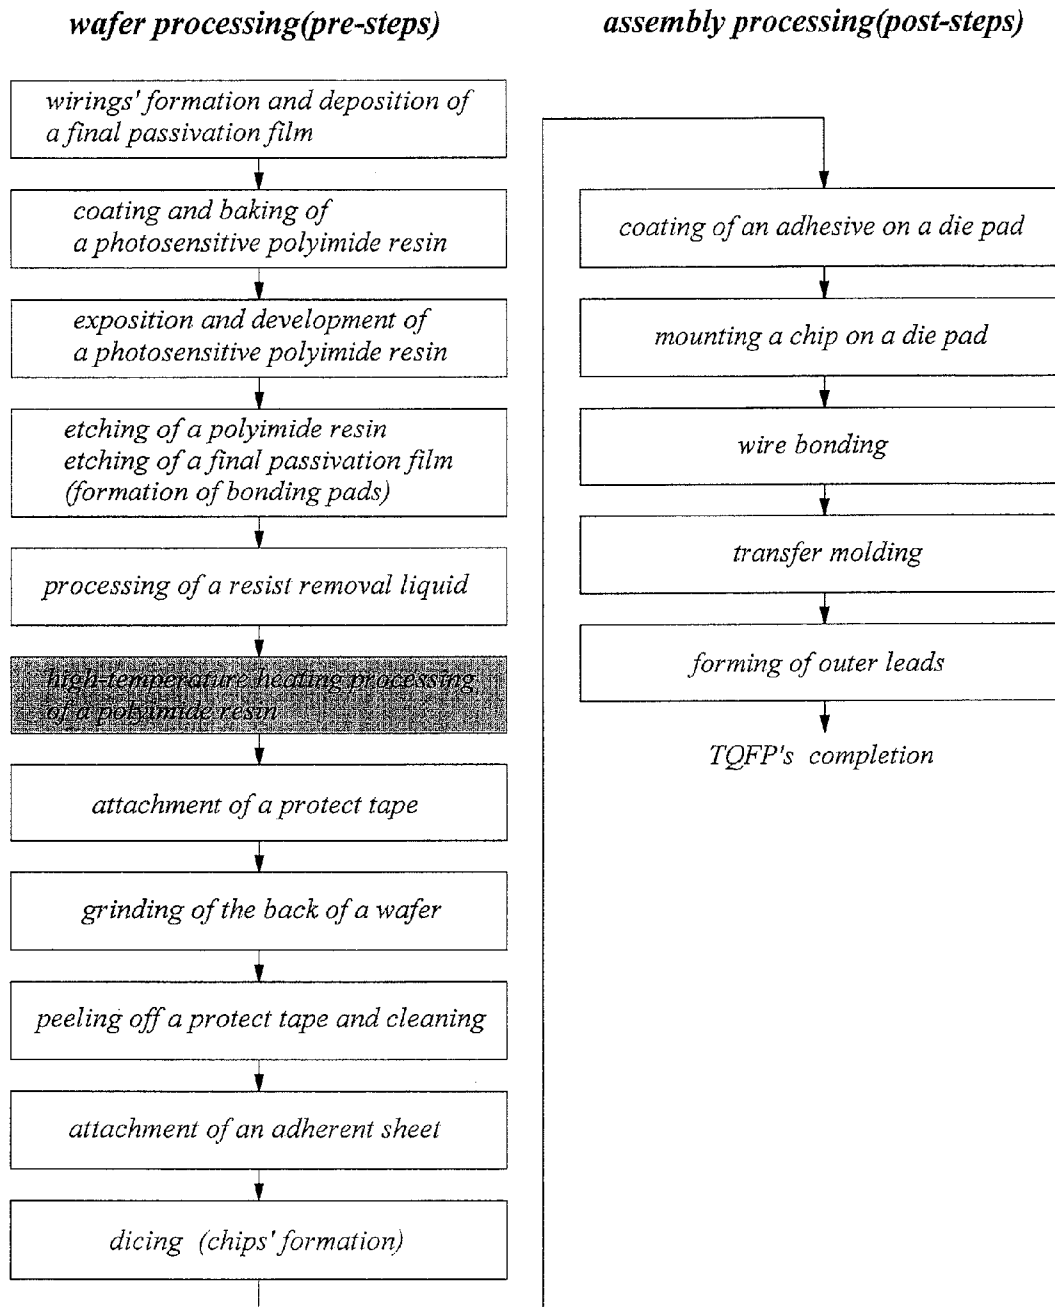 wafer processing(pre-steps)
wirings' formation and deposition of
a final passivation film
coating and baking of
a photosensitive polyimide resin
exposition and development of
a photosensitive polyimide resin
etching of a polyimide resin
etching of a final passivation film
(formation of bonding pads)
processing of a resist removal liquid
high-temperature heating processing
of a polyimide resin
attachment of a protect tape
grinding of the back of a wafer
peeling off a protect tape and cleaning
attachment of an adherent sheet
dicing (chips' formation)
assembly processing(post-steps)
coating of an adhesive on a die pad
mounting a chip on a die pad
wire bonding
transfer molding
forming of outer leads
TQFP's completion